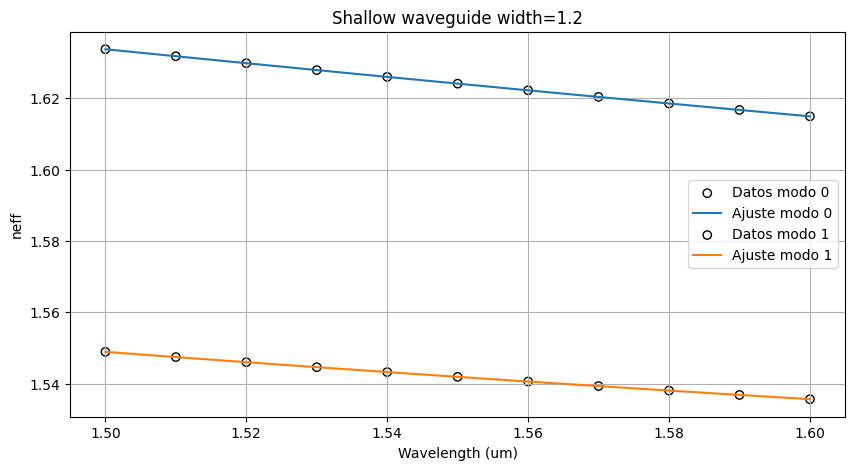 Shallow waveguide width=1.2
neff
1.62
1.60
1.58
1.56
1.54
Datos modo 0
Ajuste modo 0
Datos modo 1
Ajuste modo 1
1.50 1.52 1.54 1.56 1.58 1.60
Wavelength (um)